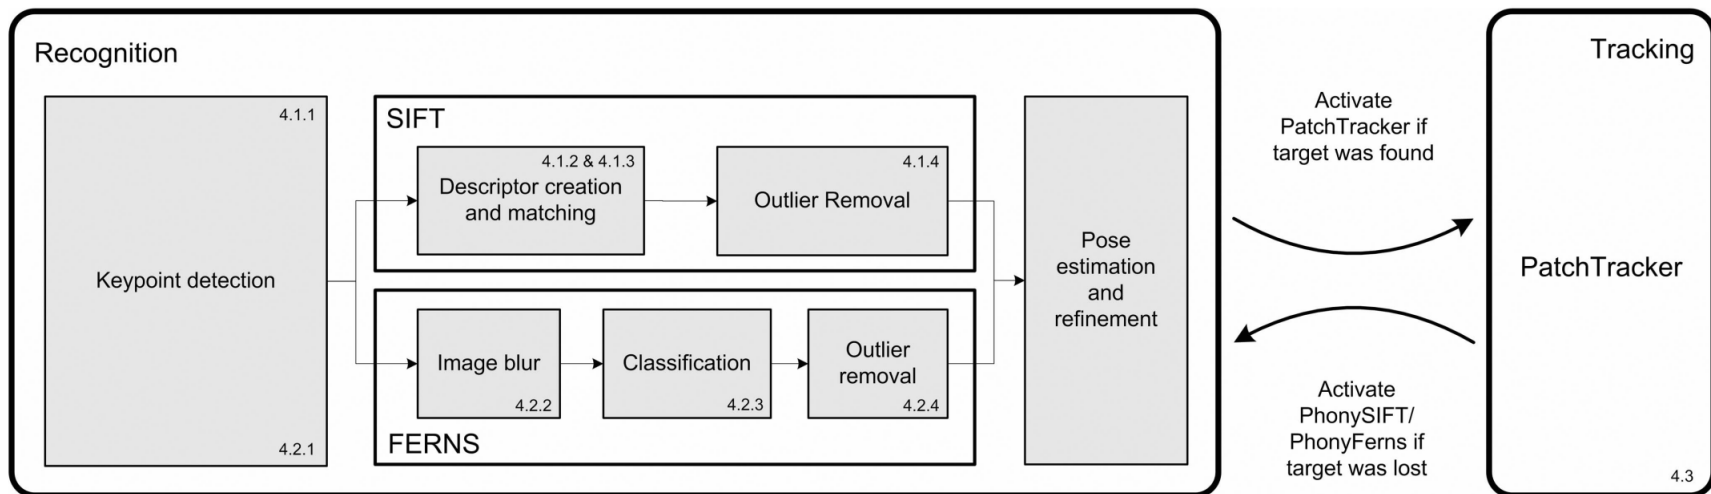 Recognition
4.1.1
Keypoint detection
4.2.1
SIFT
4.1.2 & 4.1.3
Descriptor creation
and matching
4.1.4
Outlier Removal
Image blur
4.2.2
Classification
4.2.3
Outlier
removal
4.2.4
FERNS
Pose
estimation
and
refinement
Activate
PatchTracker if
target was found
Activate
PhonySIFT/
PhonyFerns if
target was lost
Tracking
PatchTracker
4.3